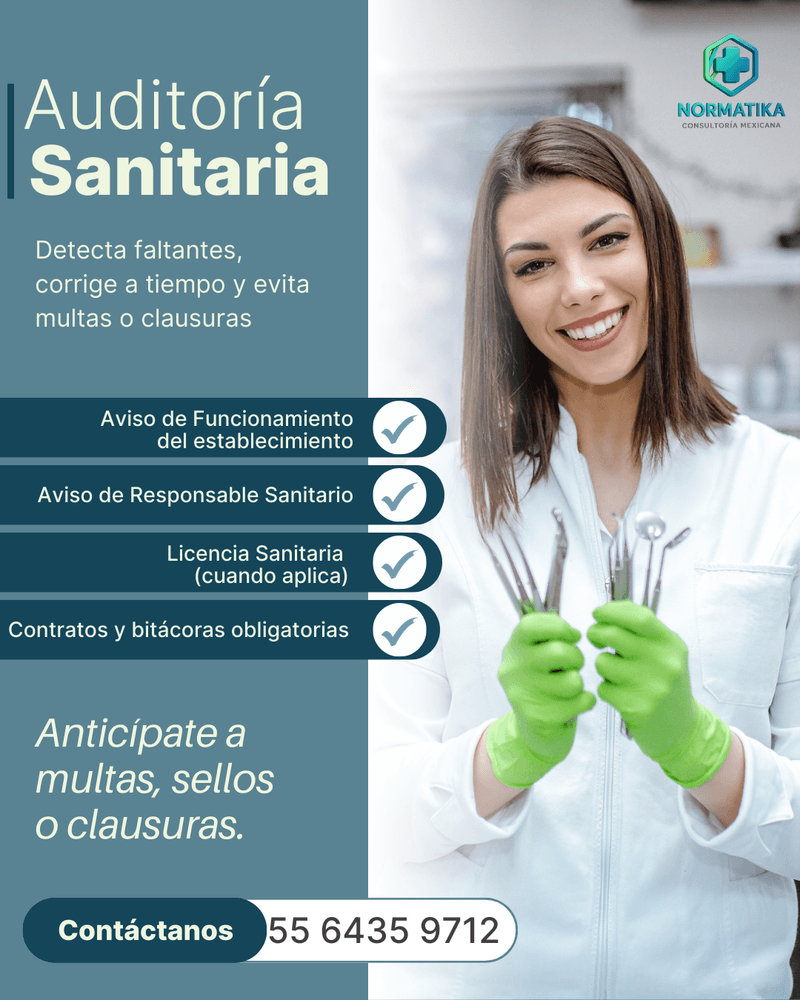 NORMATIKA
CONSULTORÍA MEXICANA
Auditoría
Sanitaria
Detecta faltantes,
corrige a tiempo y evita
multas o clausuras
Aviso de Funcionamiento
del establecimiento
Aviso de Responsable Sanitario
Licencia Sanitaria
(cuando aplica)
Contratos y bitácoras obligatorias
Anticípate a
multas, sellos
o clausuras.
Contáctanos 55 6435 9712